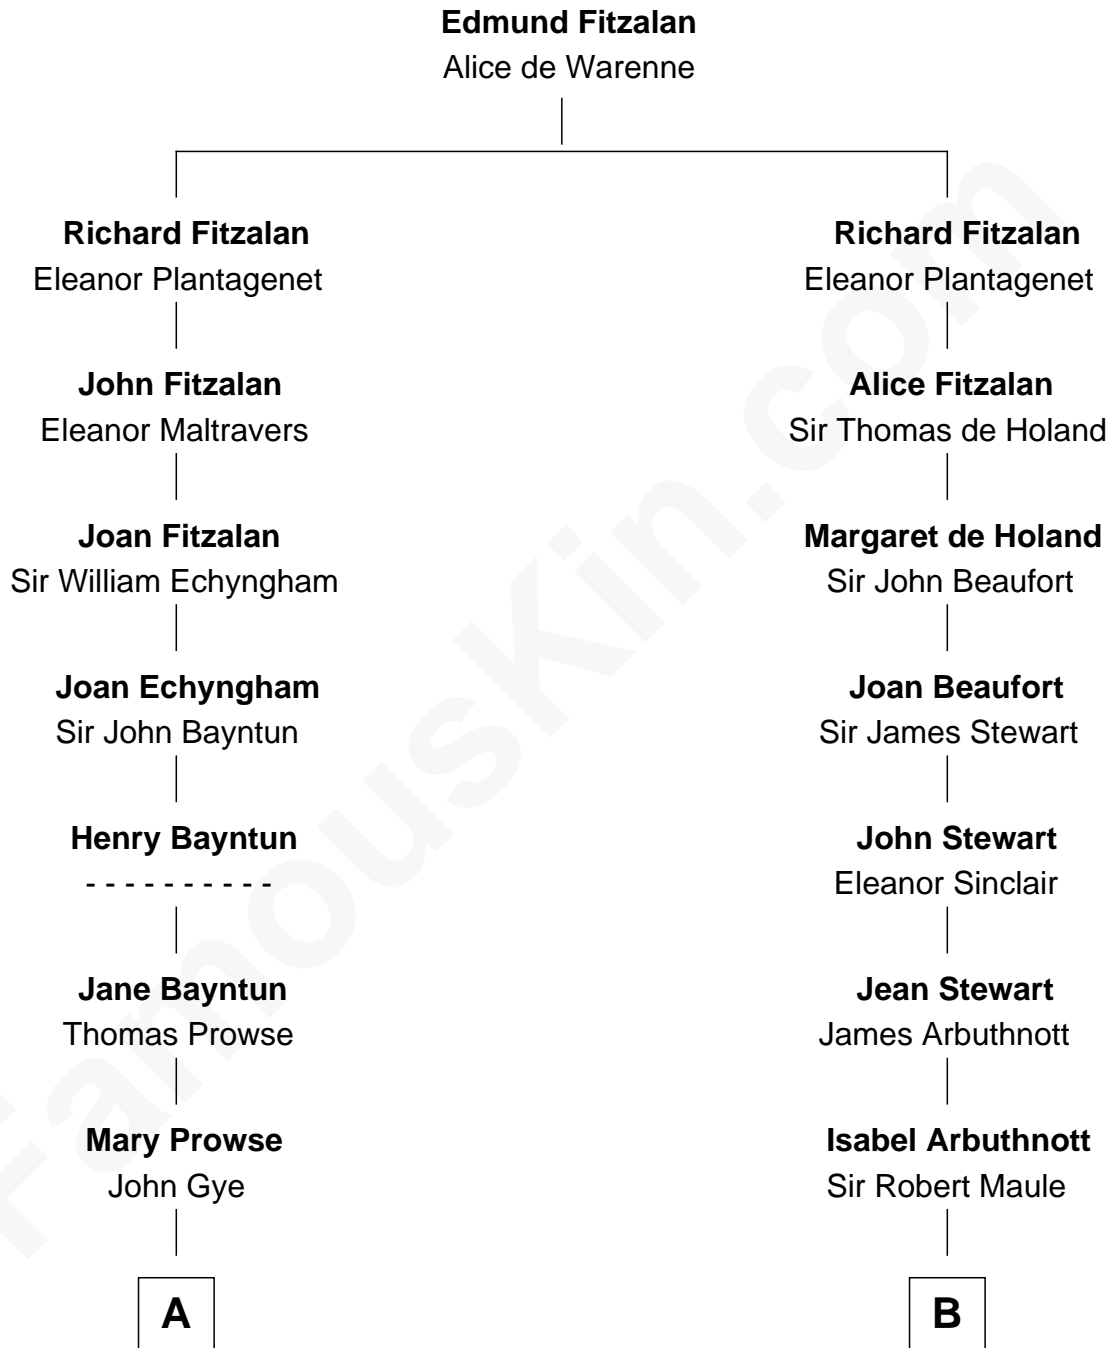 Edmund Fitzalan
Alice de Warenne
Richard Fitzalan
Eleanor Plantagenet
John Fitzalan
Eleanor Maltravers
Joan Fitzalan
Sir William Echyngham
Joan Echyngham
Sir John Bayntun
Henry Bayntun
- - - - - - - - - -
Jane Bayntun
Thomas Prowse
Mary Prowse
John Gye
A
Richard Fitzalan
Eleanor Plantagenet
Alice Fitzalan
Sir Thomas de Holand
Margaret de Holand
Sir John Beaufort
Joan Beaufort
Sir James Stewart
John Stewart
Eleanor Sinclair
Jean Stewart
James Arbuthnott
Isabel Arbuthnott
Sir Robert Maule
B
FamousKin.com